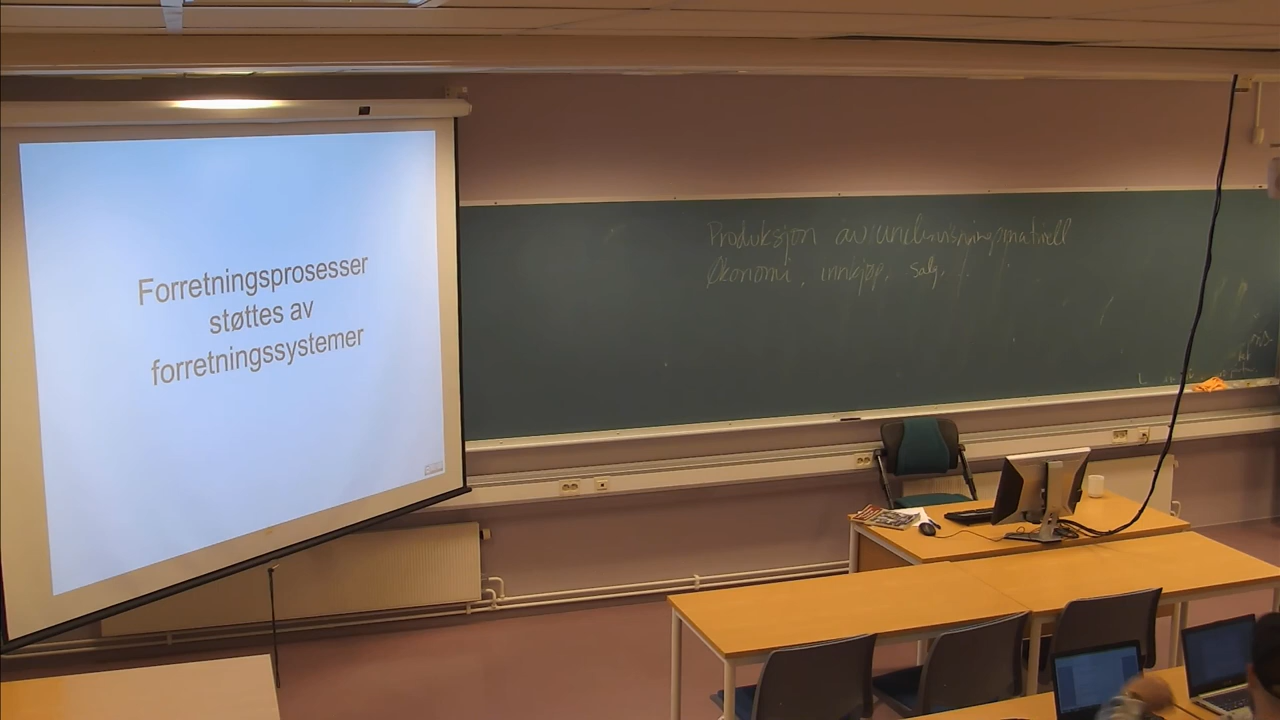 Forretningsprosesser
støttes av
forretningssystemer
Produksjon av undervisningsmateriell
Økonomi, innkjøp, salg, ..